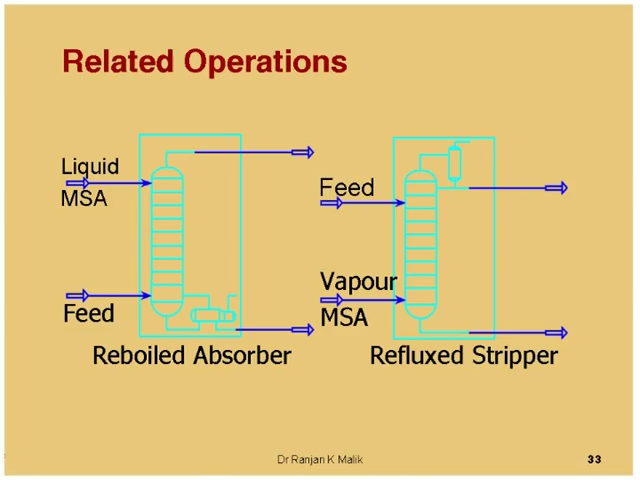 Related Operations
Liquid
MSA
Feed
Reboiled Absorber
Feed
Vapour
MSA
Refluxed Stripper
Dr Ranjan K Malik
33